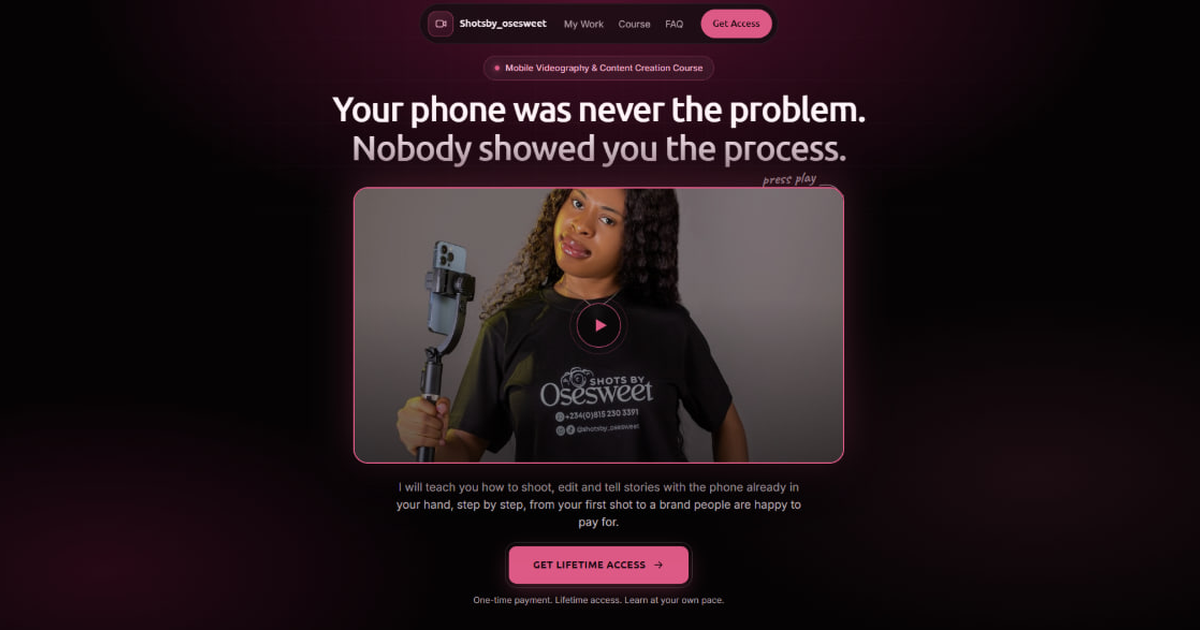 Shotsby_osesweet My Work Course FAQ Get Access
Mobile Videography & Content Creation Course
Your phone was never the problem.
Nobody showed you the process.
press play
SHOTS BY
Osesweet
+234(0)815 230 3391
@shotsby_osesweet
I will teach you how to shoot, edit and tell stories with the phone already in
your hand, step by step, from your first shot to a brand people are happy to
pay for.
GET LIFETIME ACCESS →
One-time payment. Lifetime access. Learn at your own pace.